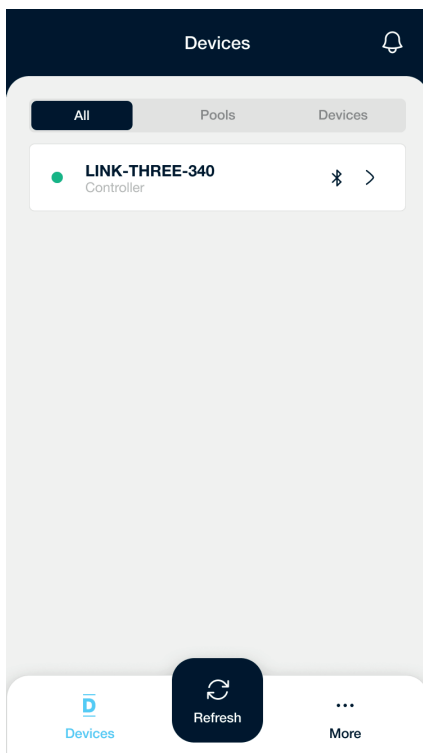 Devices
All Pools Devices
LINK-THREE-340
Controller
D
Devices
Refresh
More